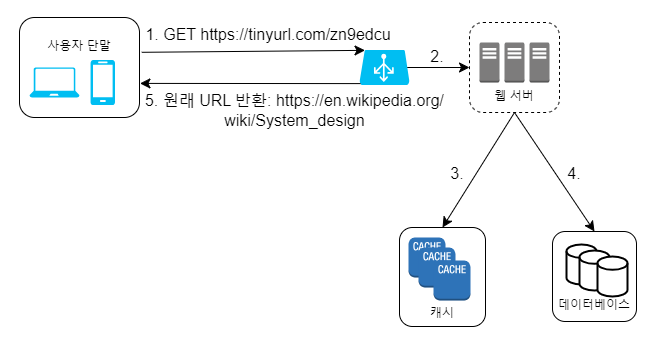 사용자 단말
1. GET https://tinyurl.com/zn9edcu
2.
웹 서버
5. 원래 URL 반환: https://en.wikipedia.org/
wiki/System_design
3.
4.
CACHE
CACHE
CACHE
캐시
데이터베이스